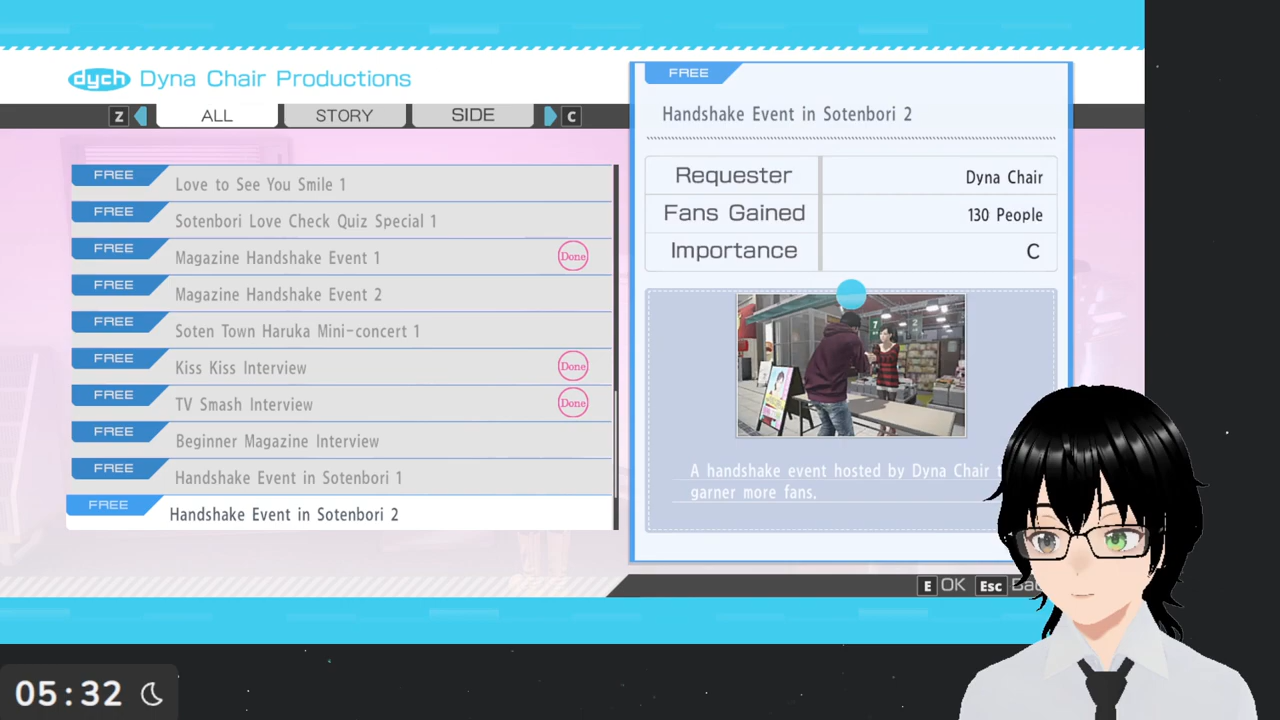 dych Dyna Chair Productions
Z ALL STORY SIDE C
FREE
Love to See You Smile 1
FREE
Sotenbori Love Check Quiz Special 1
FREE
Magazine Handshake Event 1
Done
FREE
Magazine Handshake Event 2
FREE
Soten Town Haruka Mini-concert 1
FREE
Kiss Kiss Interview
Done
FREE
TV Smash Interview
Done
FREE
Beginner Magazine Interview
FREE
Handshake Event in Sotenbori 1
FREE
Handshake Event in Sotenbori 2
FREE
Handshake Event in Sotenbori 2
Requester Dyna Chair
Fans Gained 130 People
Importance C
A handshake event hosted by Dyna Chair
garner more fans.
E OK Esc
05:32